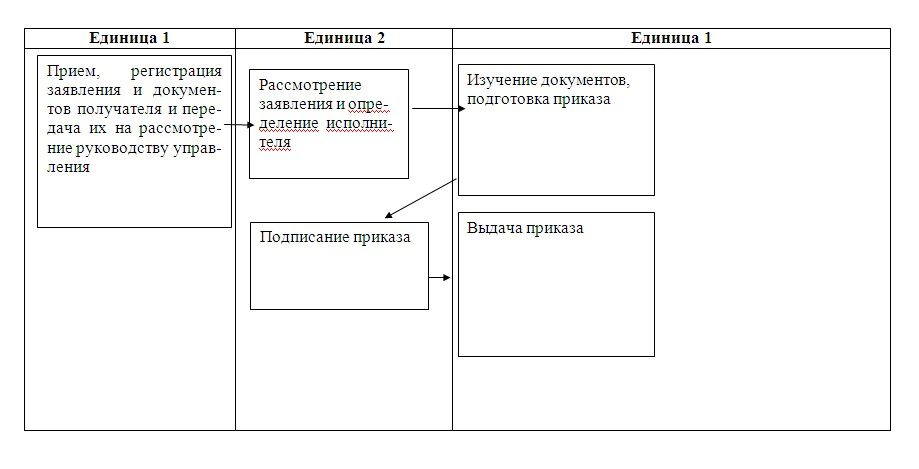 Единица 1
Единица 2
Единица 1
Прием, регистрация
заявления и докумен-
тов получателя и пере-
дача их на рассмотре-
ние руководству управ-
ления
Рассмотрение
заявления и опре-
деление исполни-
теля
Изучение документов,
подготовка приказа
Подписание приказа
Выдача приказа